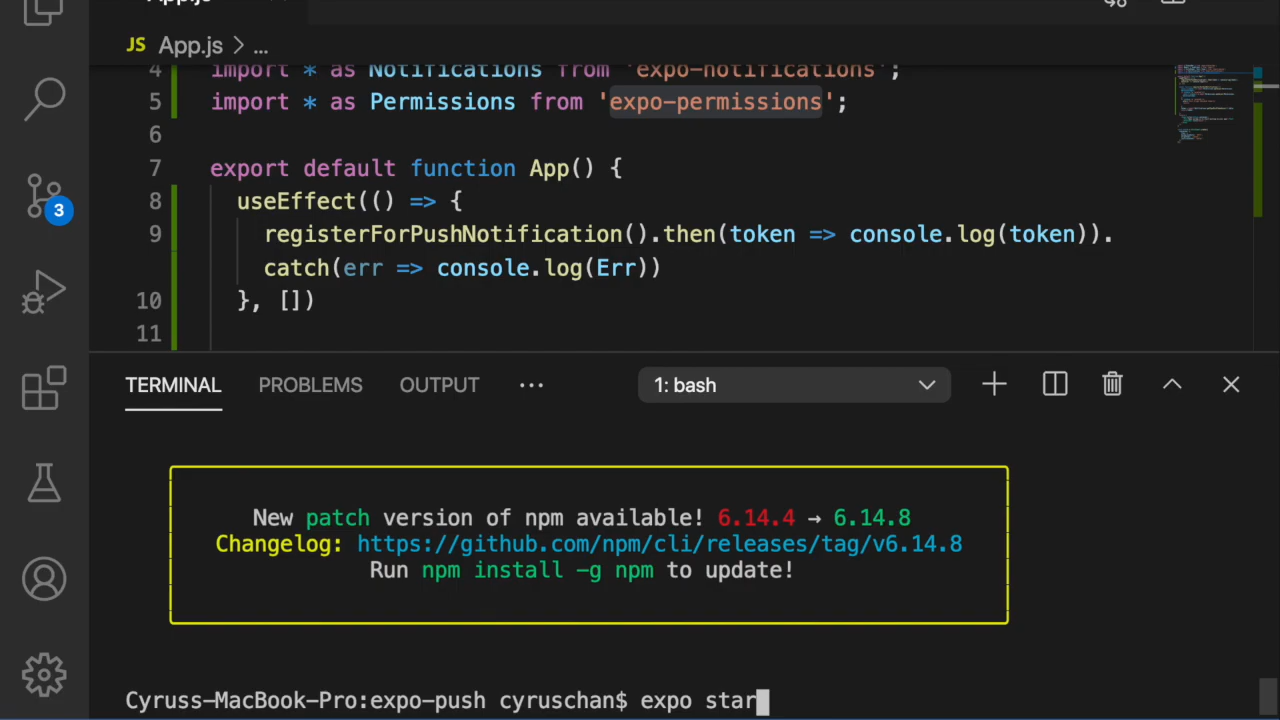 App.js
JS App.js > ...
4 import * as Notifications from 'expo-notifications';
5 import * as Permissions from 'expo-permissions';
6
7 export default function App() {
8 useEffect(() => {
9 registerForPushNotification().then(token => console.log(token)).
catch(err => console.log(Err))
10 }, [])
11
3
TERMINAL PROBLEMS OUTPUT ... 1: bash
New patch version of npm available! 6.14.4 → 6.14.8
Changelog: https://github.com/npm/cli/releases/tag/v6.14.8
Run npm install -g npm to update!
Cyruss-MacBook-Pro:expo-push cyruschan$ expo star